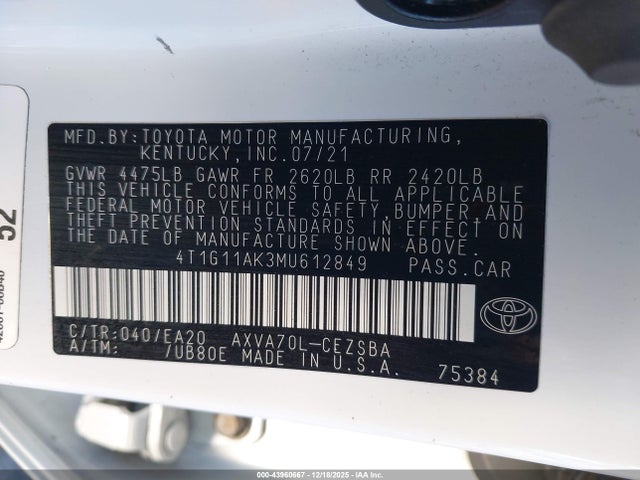 MFD.BY:TOYOTA MOTOR MANUFACTURING,
KENTUCKY,INC.07/21
GVWR 4475LB GAWR FR 2620LB RR 2420LB
THIS VEHICLE CONFORMS TO ALL APPLICABLE
FEDERAL MOTOR VEHICLE SAFETY,BUMPER,AND
THEFT PREVENTION STANDARDS IN EFFECT ON
THE DATE OF MANUFACTURE SHOWN ABOVE.
4T1G11AK3MU612849 PASS.CAR
C/TR:040/EA20 AXVA70L-CEZSBA
A/TM: /UB80E MADE IN U.S.A. 75384
52
000-43960667 - 12/18/2025 - IAA Inc.